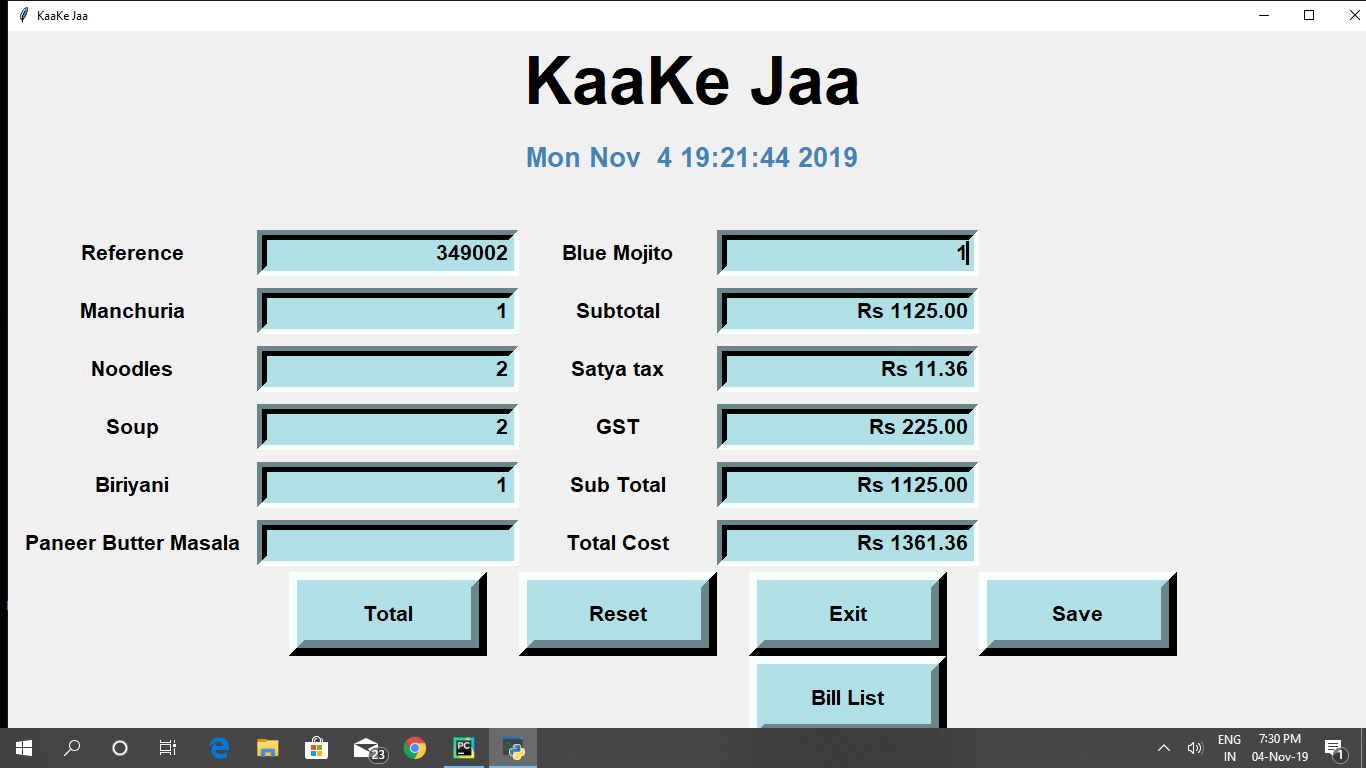 KaaKe Jaa
KaaKe Jaa
Mon Nov  4 19:21:44 2019
Reference 349002 Blue Mojito 1
Manchuria 1 Subtotal Rs 1125.00
Noodles 2 Satya tax Rs 11.36
Soup 2 GST Rs 225.00
Biriyani 1 Sub Total Rs 1125.00
Paneer Butter Masala Total Cost Rs 1361.36
Total Reset Exit Save
Bill List
23
PC
ENG
IN
7:30 PM
04-Nov-19
1